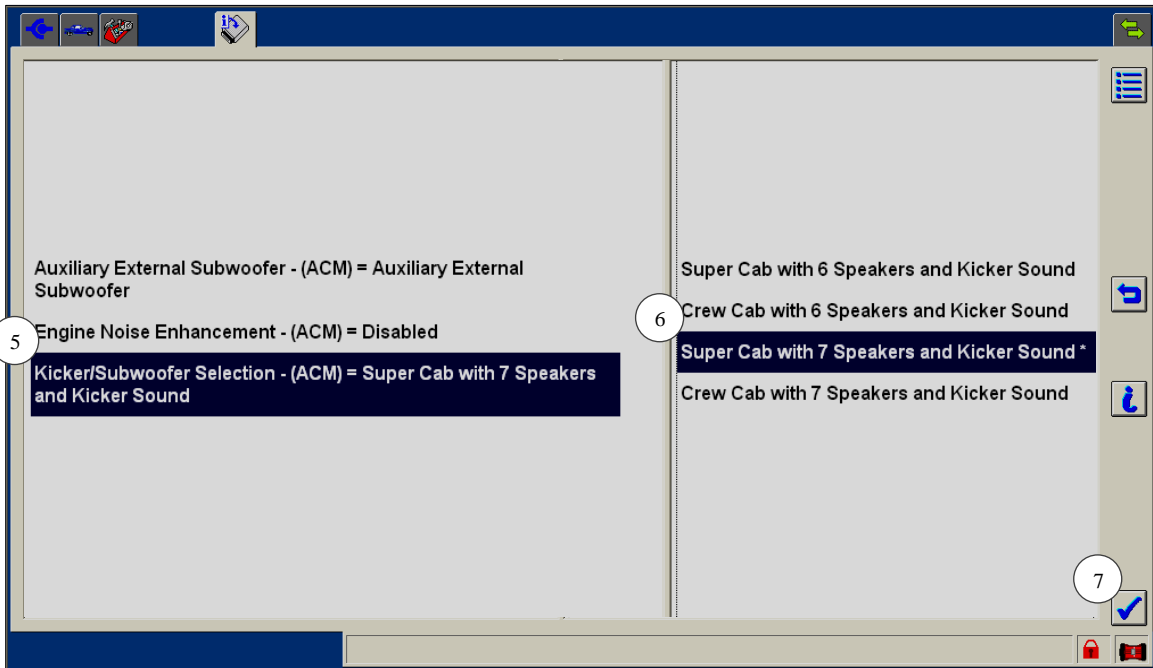 Auxiliary External Subwoofer - (ACM) = Auxiliary External
Subwoofer
5
Engine Noise Enhancement - (ACM) = Disabled
Kicker/Subwoofer Selection - (ACM) = Super Cab with 7 Speakers
and Kicker Sound
Super Cab with 6 Speakers and Kicker Sound
6
Crew Cab with 6 Speakers and Kicker Sound
Super Cab with 7 Speakers and Kicker Sound *
Crew Cab with 7 Speakers and Kicker Sound
7